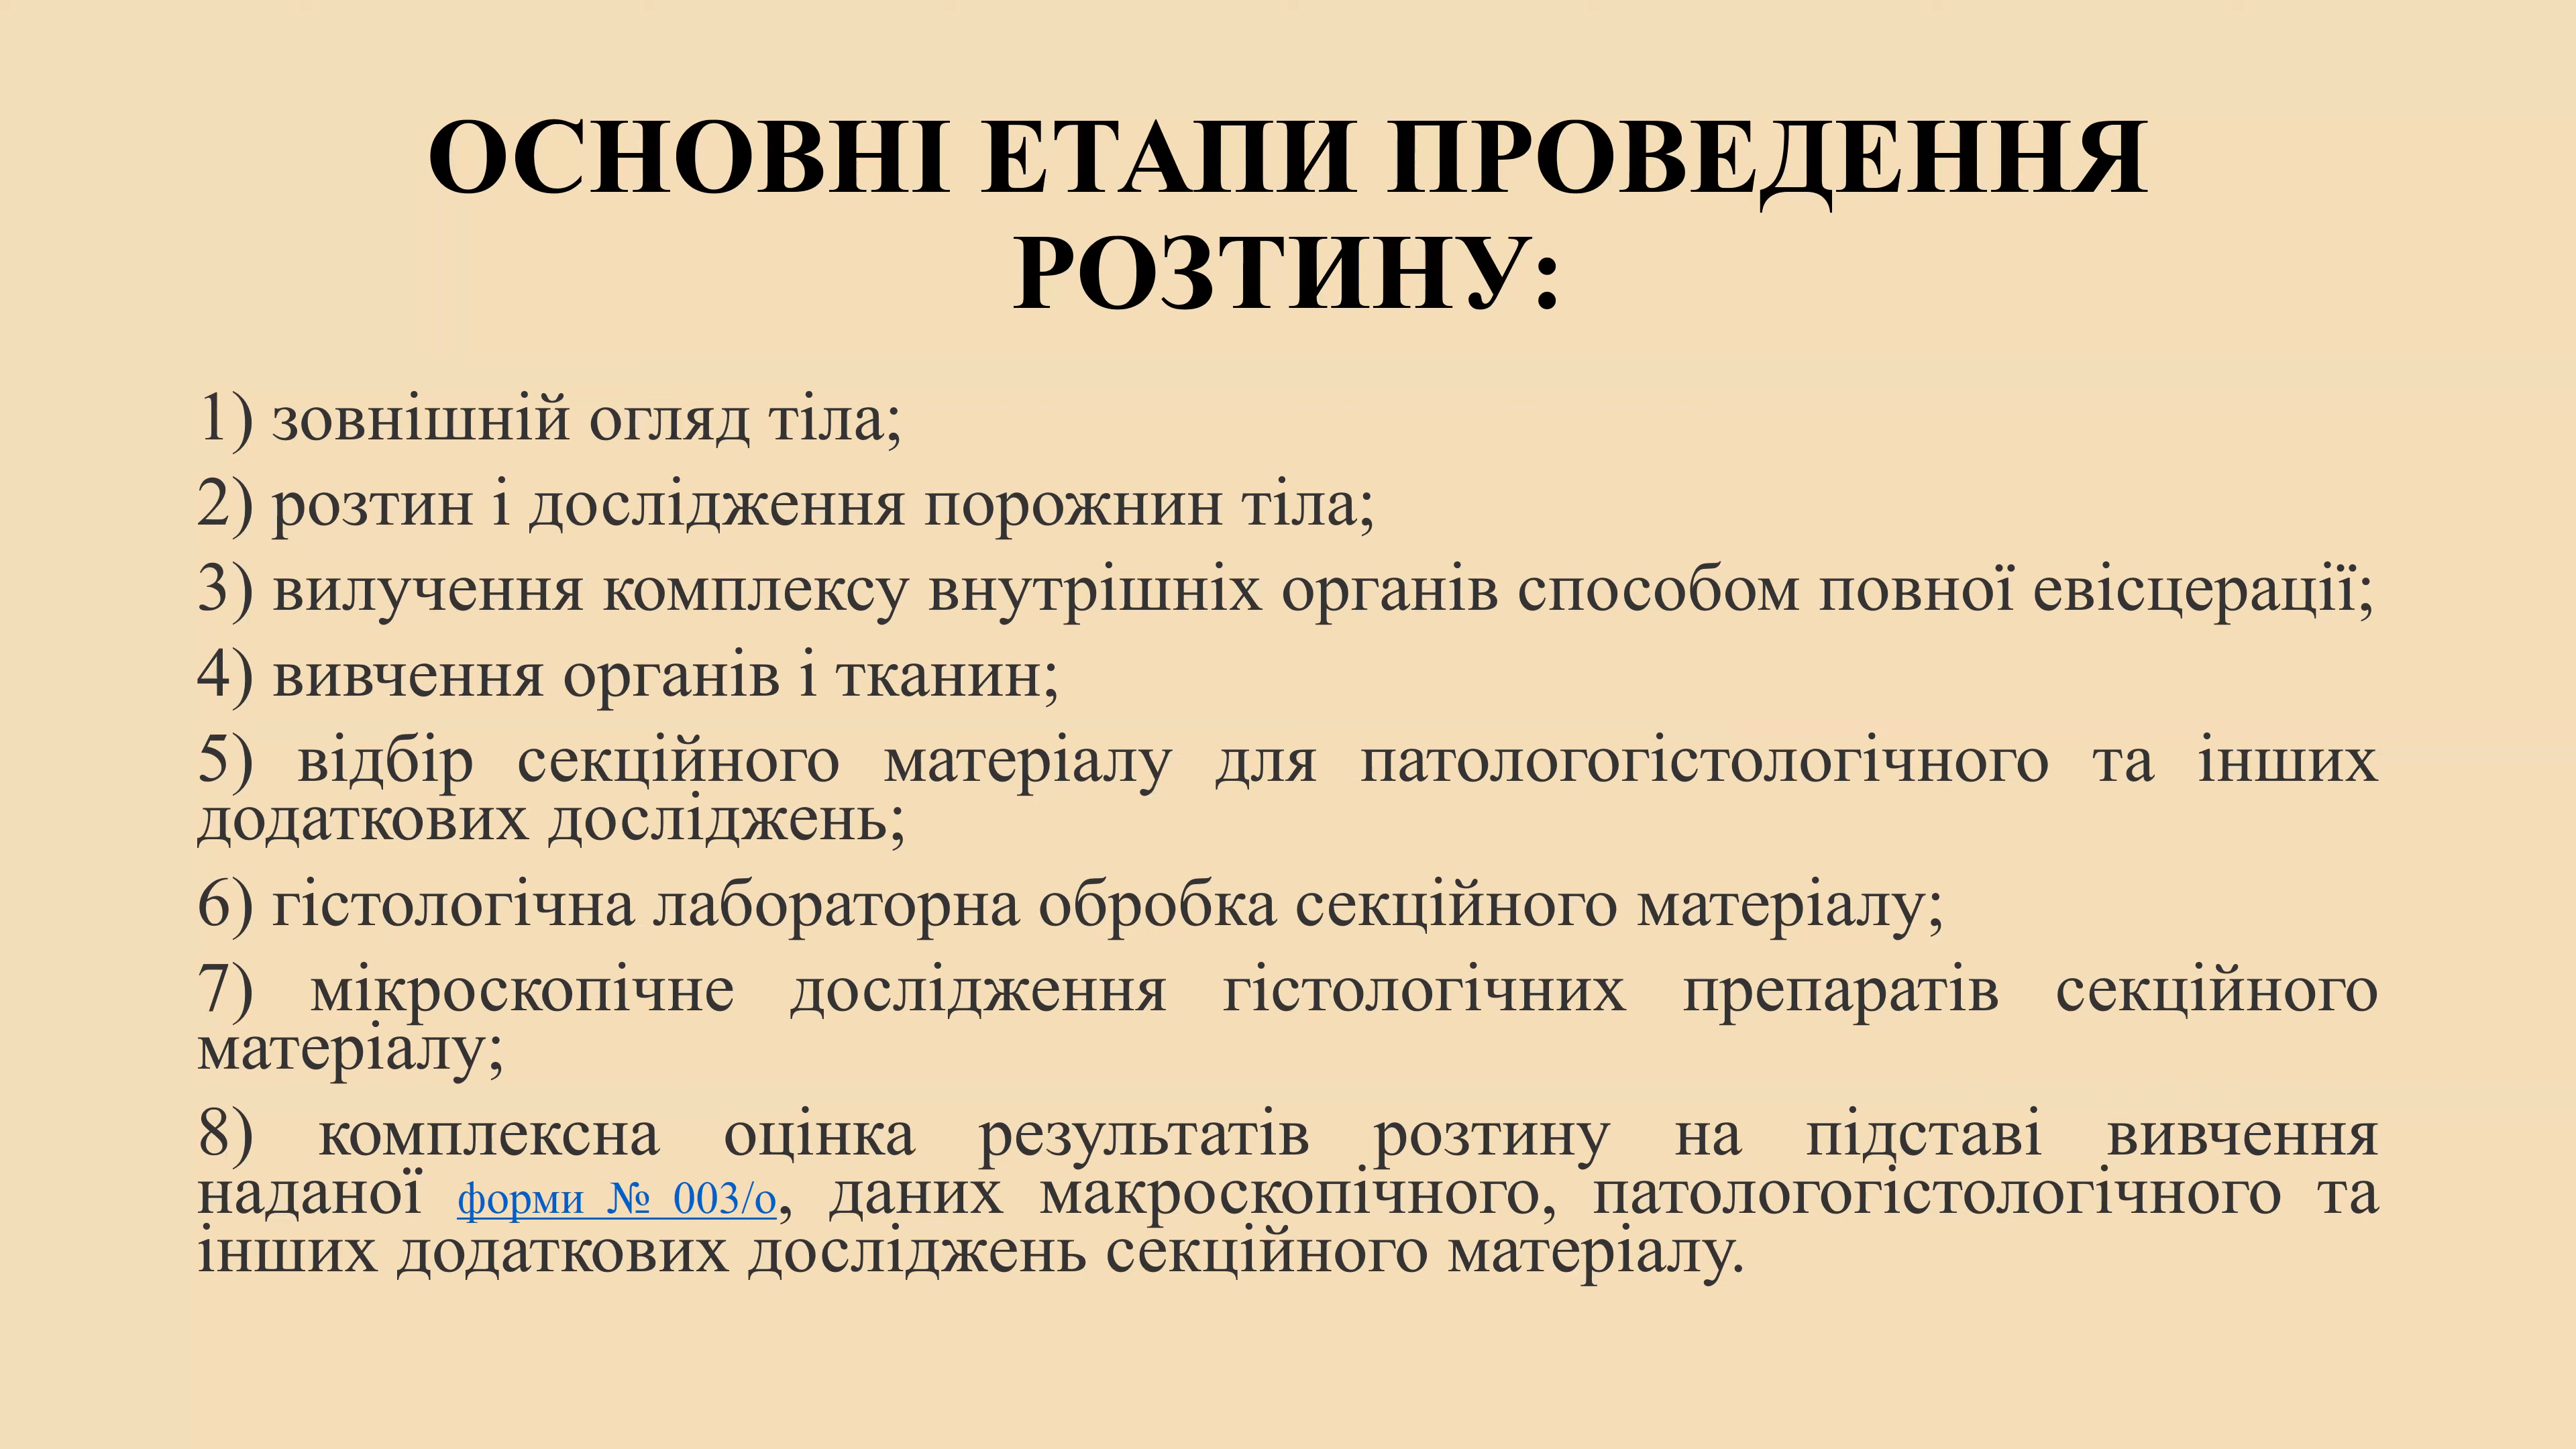 ОСНОВНІ ЕТАПИ ПРОВЕДЕННЯ
РОЗТИНУ:
1) зовнішній огляд тіла;
2) розтин і дослідження порожнин тіла;
3) вилучення комплексу внутрішніх органів способом повної евісцерації;
4) вивчення органів і тканин;
5) відбір секційного матеріалу для патологогістологічного та інших
додаткових досліджень;
6) гістологічна лабораторна обробка секційного матеріалу;
7) мікроскопічне дослідження гістологічних препаратів секційного
матеріалу;
8) комплексна оцінка результатів розтину на підставі вивчення
наданої форми № 003/о, даних макроскопічного, патологогістологічного та
інших додаткових досліджень секційного матеріалу.